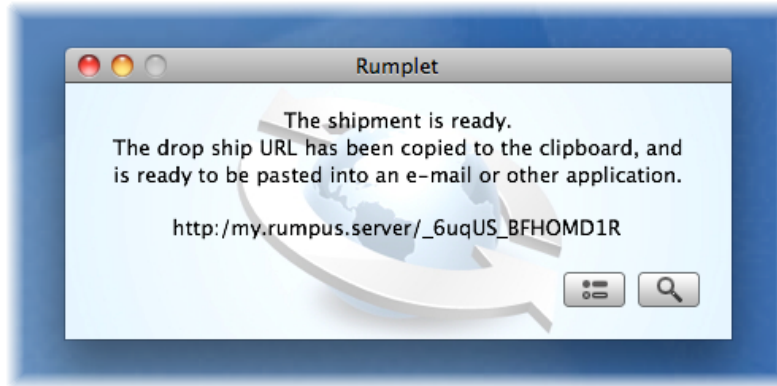 Rumplet
The shipment is ready.
The drop ship URL has been copied to the clipboard, and
is ready to be pasted into an e-mail or other application.
http:/my.rumpus.server/_6uqUS_BFHOMD1R